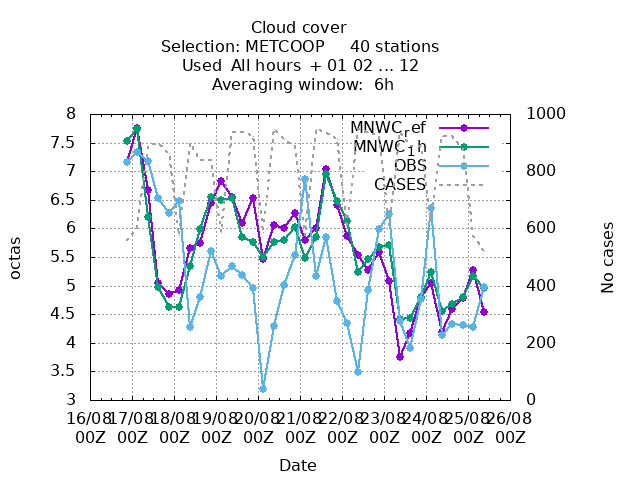 Cloud cover
Selection: METCOOP 40 stations
Used All hours + 01 02 ... 12
Averaging window: 6h
8
7.5
7
6.5
6
5.5
5
4.5
4
3.5
3
octas
1000
800
600
400
200
0
No cases
MNWC_ref
MNWC_1h
OBS
CASES
16/08 17/08 18/08 19/08 20/08 21/08 22/08 23/08 24/08 25/08 26/08
00Z 00Z 00Z 00Z 00Z 00Z 00Z 00Z 00Z 00Z 00Z
Date